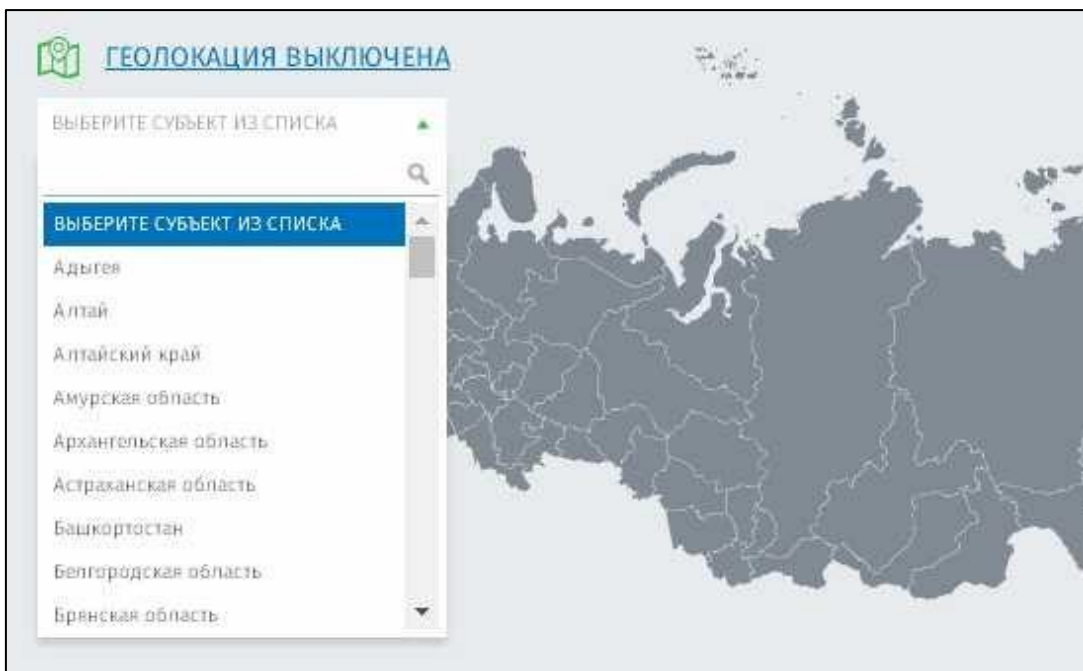 ГЕОЛОКАЦИЯ ВЫКЛЮЧЕНА
ВЫБЕРИТЕ СУБЪЕКТ ИЗ СПИСКА
ВЫБЕРИТЕ СУБЪЕКТ ИЗ СПИСКА
Адыгея
Алтай
Алтайский край
Амурская область
Архангельская область
Астраханская область
Башкортостан
Белгородская область
Брянская область